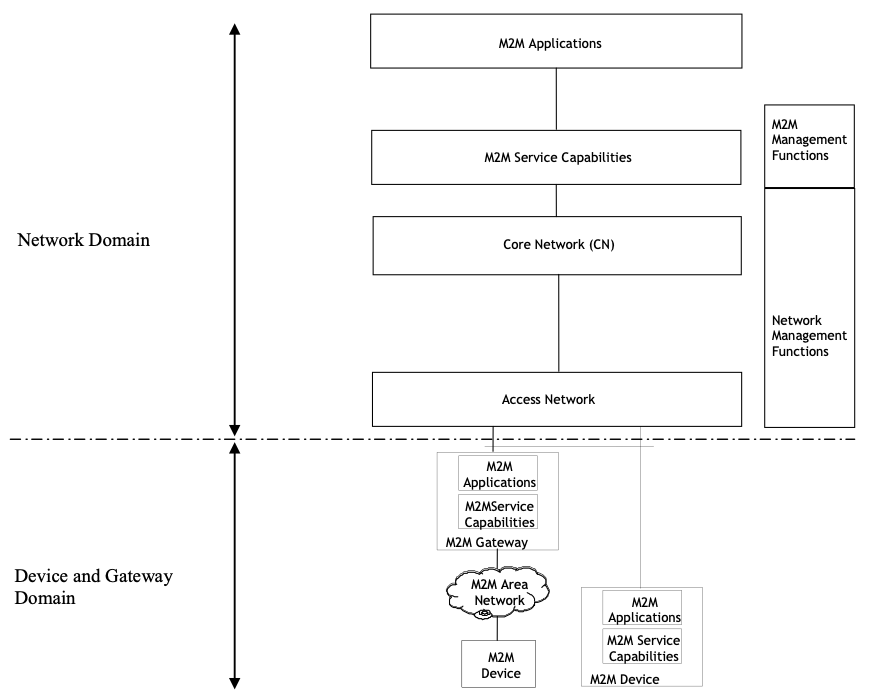 M2M Applications
M2M
Management
Functions
M2M Service Capabilities
Network Domain
Core Network (CN)
Network
Management
Functions
Access Network
M2M
Applications
M2MService
Capabilities
M2M Gateway
Device and Gateway
Domain
M2M Area
Network
M2M
Device
M2M
Applications
M2M Service
Capabilities
M2M Device